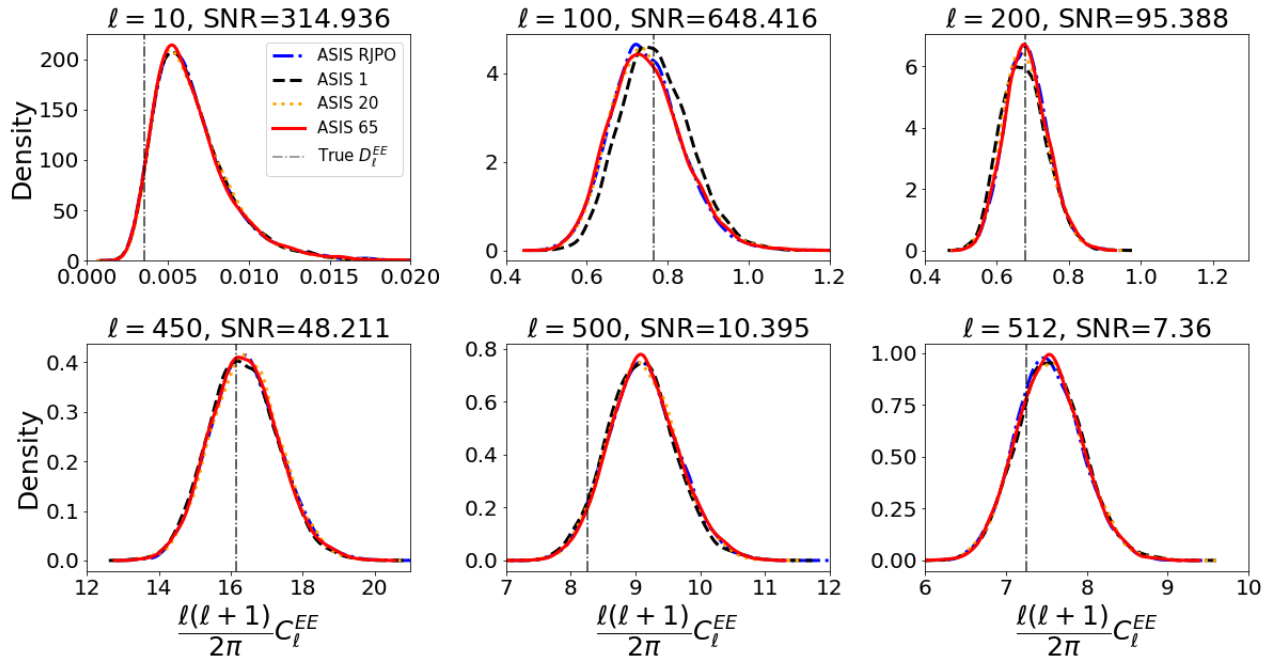 ℓ = 10, SNR=314.936
ℓ = 100, SNR=648.416
ℓ = 200, SNR=95.388
Density
200
150
100
50
0
0.000 0.005 0.010 0.015 0.020
ASIS RJPO
ASIS 1
ASIS 20
ASIS 65
True D_ℓ^{EE}
4
2
0
0.6 0.8 1.0 1.2
6
4
2
0
0.4 0.6 0.8 1.0 1.2
ℓ = 450, SNR=48.211
ℓ = 500, SNR=10.395
ℓ = 512, SNR=7.36
Density
0.4
0.3
0.2
0.1
0.0
12 14 16 18 20
ℓ(ℓ + 1)/2π C_ℓ^{EE}
0.8
0.6
0.4
0.2
0.0
7 8 9 10 11 12
ℓ(ℓ + 1)/2π C_ℓ^{EE}
1.00
0.75
0.50
0.25
0.00
6 7 8 9 10
ℓ(ℓ + 1)/2π C_ℓ^{EE}